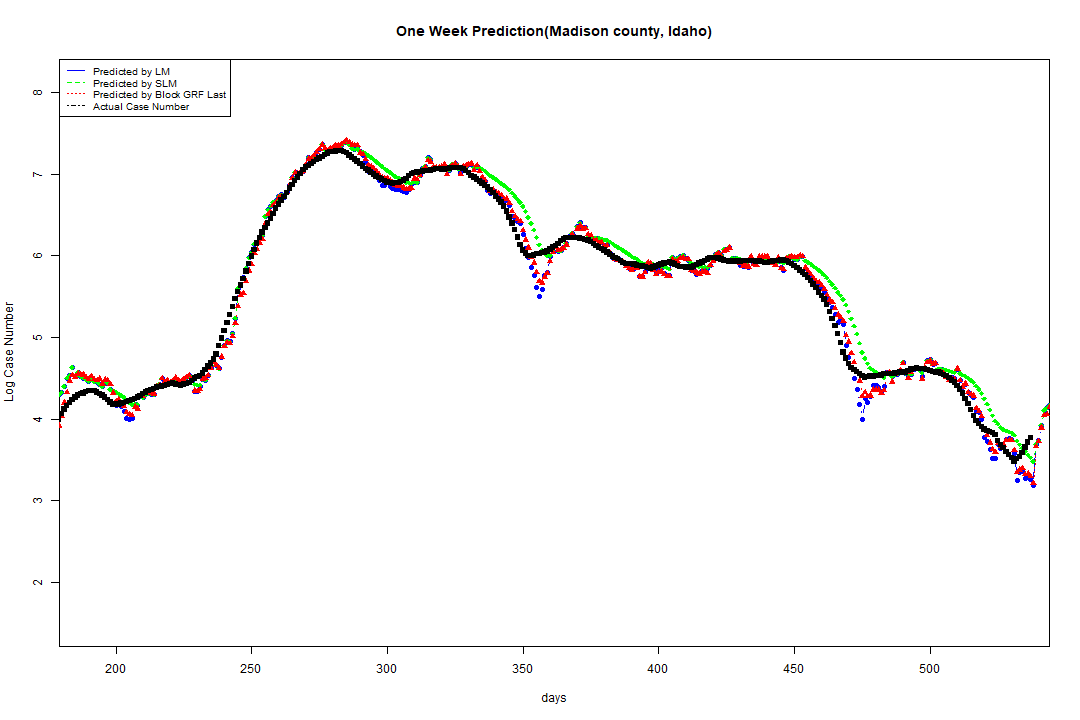 One Week Prediction(Madison county, Idaho)
Predicted by LM
Predicted by SLM
Predicted by Block GRF Last
Actual Case Number
8
7
6
5
4
3
2
Log Case Number
200 250 300 350 400 450 500
days